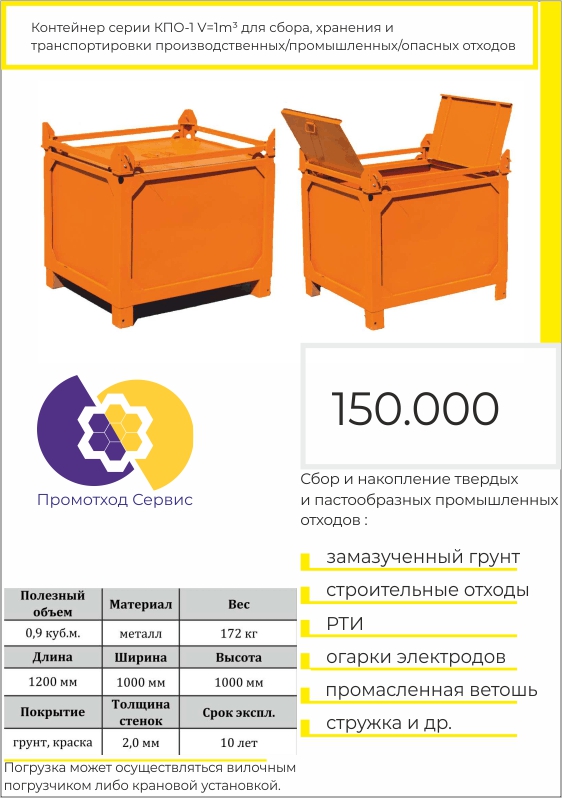 Контейнер серии КПО-1 V=1m³ для сбора, хранения и
транспортировки производственных/промышленных/опасных отходов
150.000
Промотход Сервис
Сбор и накопление твердых
и пастообразных промышленных
отходов :
замазученный грунт
строительные отходы
РТИ
огарки электродов
промасленная ветошь
стружка и др.
Полезный объем Материал Вес
0,9 куб.м. металл 172 кг
Длина Ширина Высота
1200 мм 1000 мм 1000 мм
Покрытие Толщина стенок Срок экспл.
грунт, краска 2,0 мм 10 лет
Погрузка может осуществляться вилочным
погрузчиком либо крановой установкой.